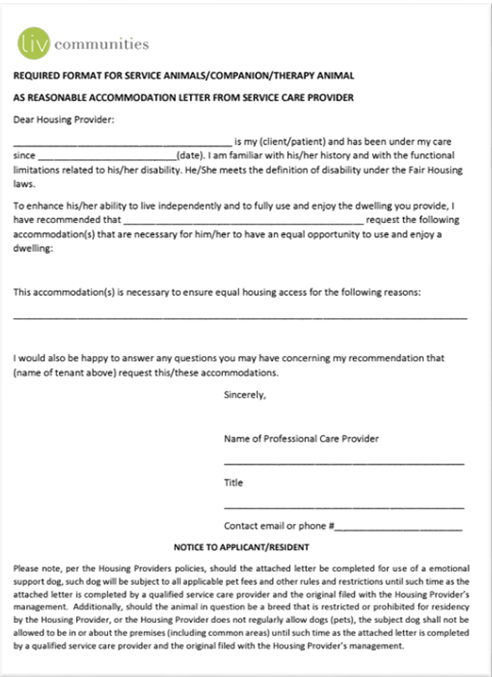 liv communities
REQUIRED FORMAT FOR SERVICE ANIMALS/COMPANION/THERAPY ANIMAL
AS REASONABLE ACCOMMODATION LETTER FROM SERVICE CARE PROVIDER
Dear Housing Provider:
________________________________________ is my (client/patient) and has been under my care
since _________________________(date). I am familiar with his/her history and with the functional
limitations related to his/her disability. He/She meets the definition of disability under the Fair Housing
laws.
To enhance his/her ability to live independently and to fully use and enjoy the dwelling you provide, I
have recommended that ____________________________________________ request the following
accommodation(s) that are necessary for him/her to have an equal opportunity to use and enjoy a
dwelling:
This accommodation(s) is necessary to ensure equal housing access for the following reasons:
___________________________________________________________________________________
I would also be happy to answer any questions you may have concerning my recommendation that
(name of tenant above) request this/these accommodations.
Sincerely,
Name of Professional Care Provider
____________________________________________
Title
____________________________________________
Contact email or phone #________________________
NOTICE TO APPLICANT/RESIDENT
Please note, per the Housing Providers policies, should the attached letter be completed for use of a emotional
support dog, such dog will be subject to all applicable pet fees and other rules and restrictions until such time as the
attached letter is completed by a qualified service care provider and the original filed with the Housing Provider's
management. Additionally, should the animal in question be a breed that is restricted or prohibited for residency
by the Housing Provider, or the Housing Provider does not regularly allow dogs (pets), the subject dog shall not be
allowed to be in or about the premises (including common areas) until such time as the attached letter is completed
by a qualified service care provider and the original filed with the Housing Provider's management.